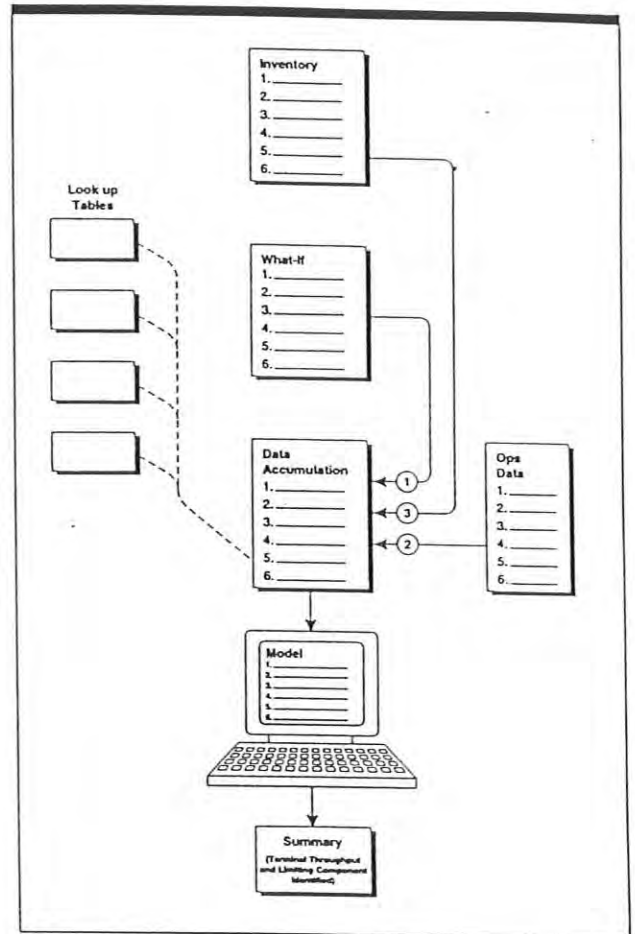 Inventory
1.
2.
3.
4.
5.
6.
Look up
Tables
What-If
1.
2.
3.
4.
5.
6.
Data
Accumulation
1.
2.
3.
4.
5.
6.
1
3
2
Ops
Data
1.
2.
3.
4.
5.
6.
Model
1.
2.
3.
4.
5.
6.
Summary
(Terminal Throughput
and Limiting Component
Identified)